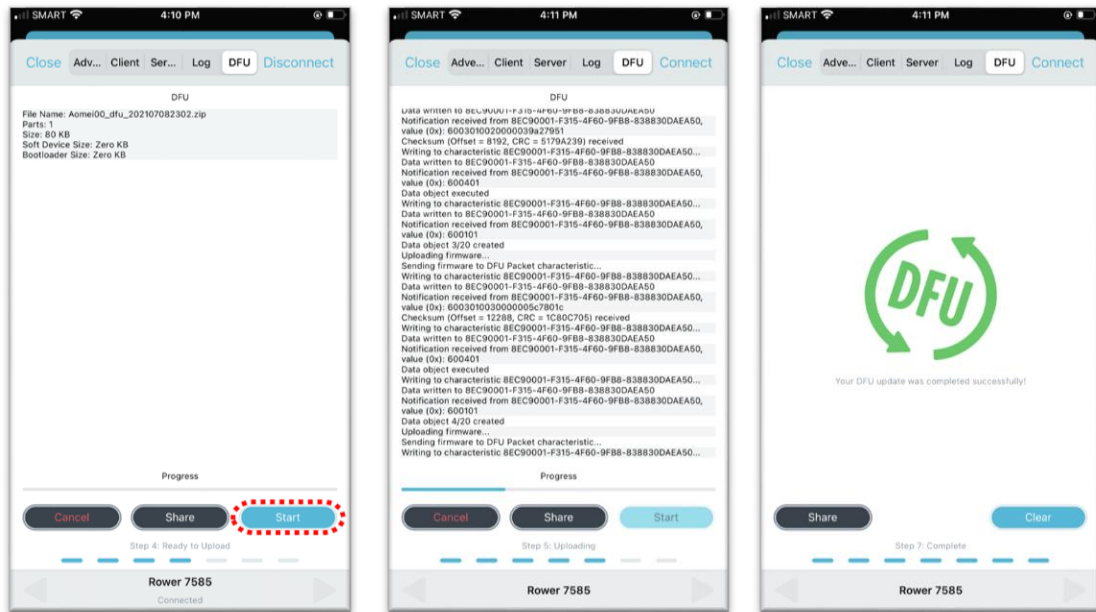 SMART 4:10 PM
Close Adv... Client Ser... Log DFU Disconnect
DFU
File Name: Aomei00_dfu_202107082302.zip
Parts: 1
Size: 80 KB
Soft Device Size: Zero KB
Bootloader Size: Zero KB
Progress
Cancel Share Start
Step 4: Ready to Upload
Rower 7585
Connected
SMART 4:11 PM
Close Adve... Client Server Log DFU Connect
DFU
Data written to 8EC90001-F315-4F60-9FB8-838830DAEA50
Notification received from 8EC90001-F315-4F60-9FB8-838830DAEA50,
value (0x): 6003010020000039a27951
Checksum (Offset = 8192, CRC = 5179A239) received
Writing to characteristic 8EC90001-F315-4F60-9FB8-838830DAEA50...
Data written to 8EC90001-F315-4F60-9FB8-838830DAEA50
Notification received from 8EC90001-F315-4F60-9FB8-838830DAEA50,
value (0x): 600401
Data object executed
Writing to characteristic 8EC90001-F315-4F60-9FB8-838830DAEA50...
Data written to 8EC90001-F315-4F60-9FB8-838830DAEA50
Notification received from 8EC90001-F315-4F60-9FB8-838830DAEA50,
value (0x): 600101
Data object 3/20 created
Uploading firmware...
Sending firmware to DFU Packet characteristic...
Writing to characteristic 8EC90001-F315-4F60-9FB8-838830DAEA50...
Data written to 8EC90001-F315-4F60-9FB8-838830DAEA50
Notification received from 8EC90001-F315-4F60-9FB8-838830DAEA50,
value (0x): 6003010030000005c7801c
Checksum (Offset = 12288, CRC = 1C80C705) received
Writing to characteristic 8EC90001-F315-4F60-9FB8-838830DAEA50...
Data written to 8EC90001-F315-4F60-9FB8-838830DAEA50
Notification received from 8EC90001-F315-4F60-9FB8-838830DAEA50,
value (0x): 600401
Data object executed
Writing to characteristic 8EC90001-F315-4F60-9FB8-838830DAEA50...
Data written to 8EC90001-F315-4F60-9FB8-838830DAEA50
Notification received from 8EC90001-F315-4F60-9FB8-838830DAEA50,
value (0x): 600101
Data object 4/20 created
Uploading firmware...
Sending firmware to DFU Packet characteristic...
Writing to characteristic 8EC90001-F315-4F60-9FB8-838830DAEA50...
Progress
Cancel Share Start
Step 5: Uploading
Rower 7585
SMART 4:11 PM
Close Adve... Client Server Log DFU Connect
DFU
Your DFU update was completed successfully!
Share Clear
Step 7: Complete
Rower 7585